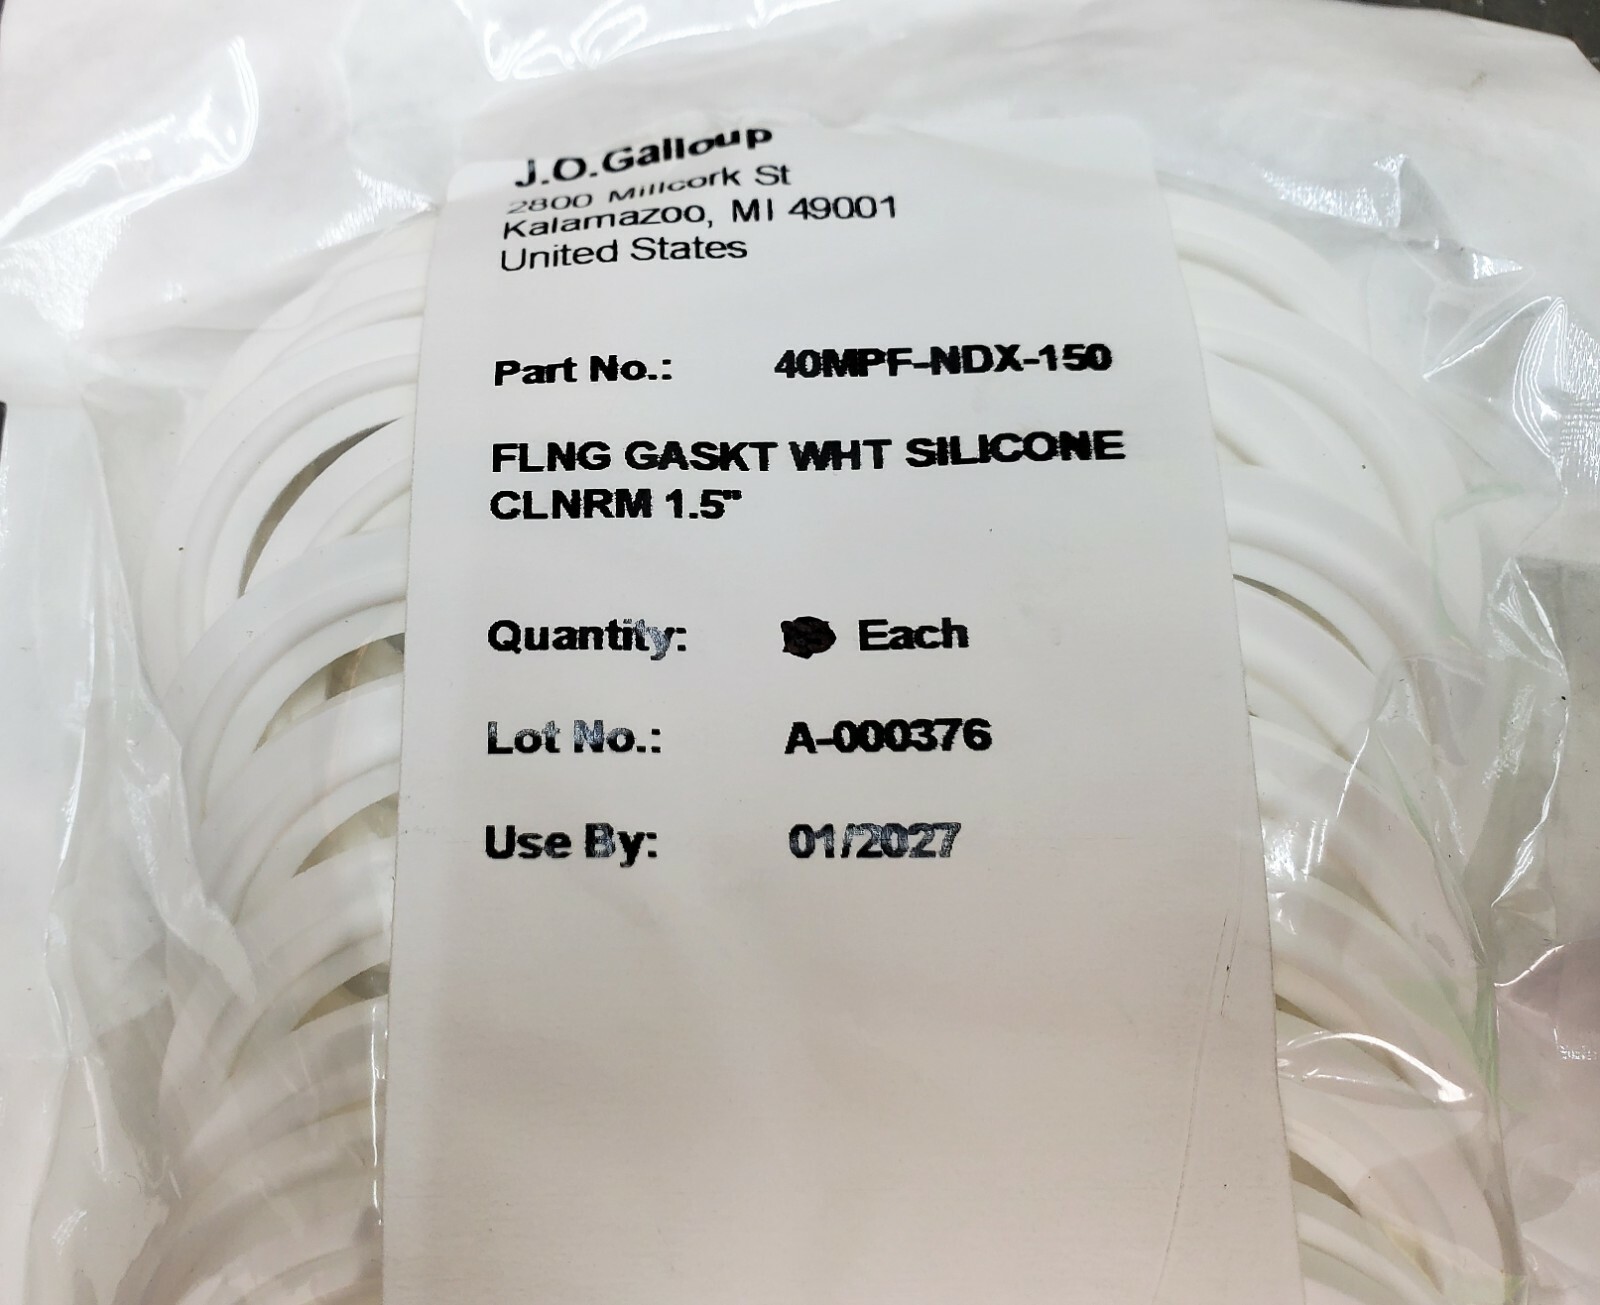 J.O.Galloup
2800 Millcork St
Kalamazoo, MI 49001
United States
Part No.: 40MPF-NDX-150
FLNG GASKT WHT SILICONE
CLNRM 1.5"
Quantity: Each
Lot No.: A-000376
Use By: 01/2027